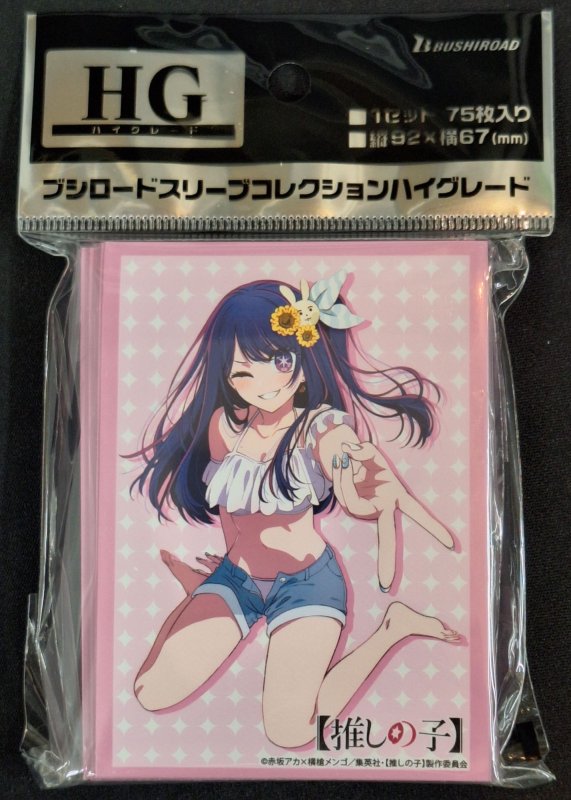 HG
ハイグレード
BUSHIROAD
■1セット 75枚入り
■縦92×横67(mm)
ブシロードスリーブコレクションハイグレード
【推しの子】
©赤坂アカ×横槍メンゴ/集英社・【推しの子】製作委員会